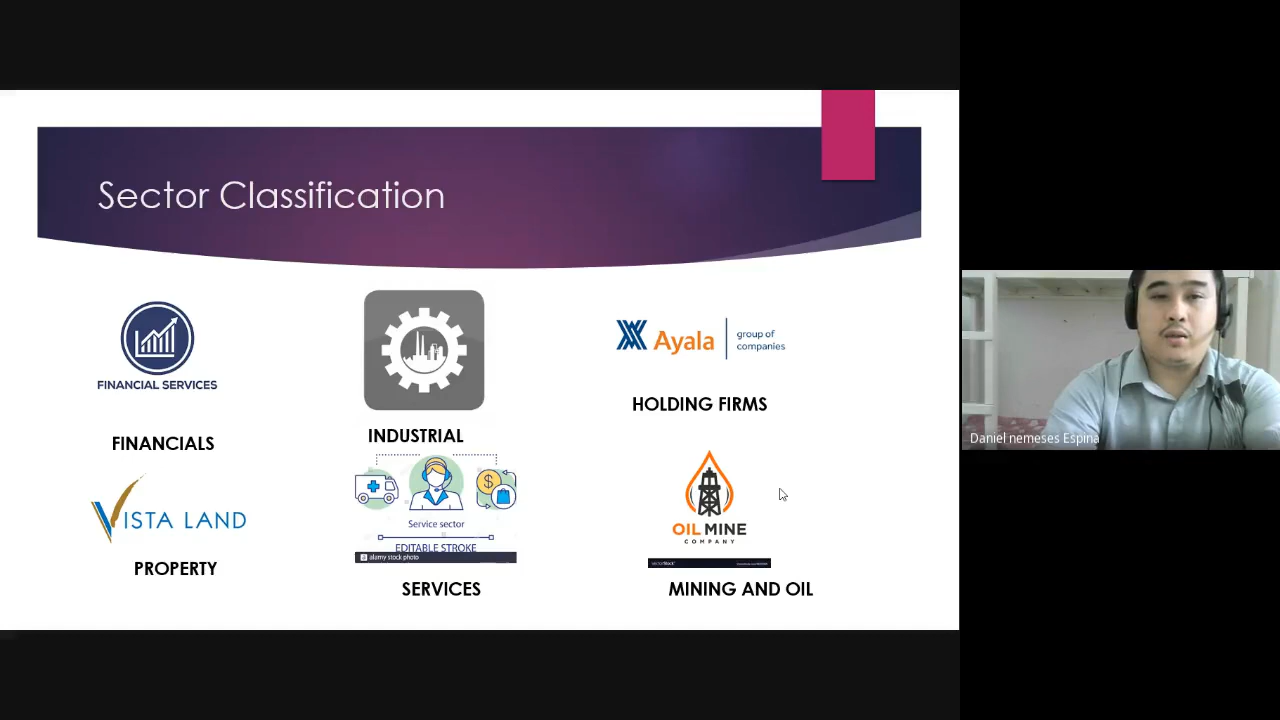 Sector Classification
FINANCIAL SERVICES
FINANCIALS
INDUSTRIAL
Ayala
group of
companies
HOLDING FIRMS
VISTA LAND
PROPERTY
Service sector
EDITABLE STROKE
alamy stock photo
SERVICES
OIL MINE
COMPANY
VectorStock
MINING AND OIL
Daniel nemeses Espina